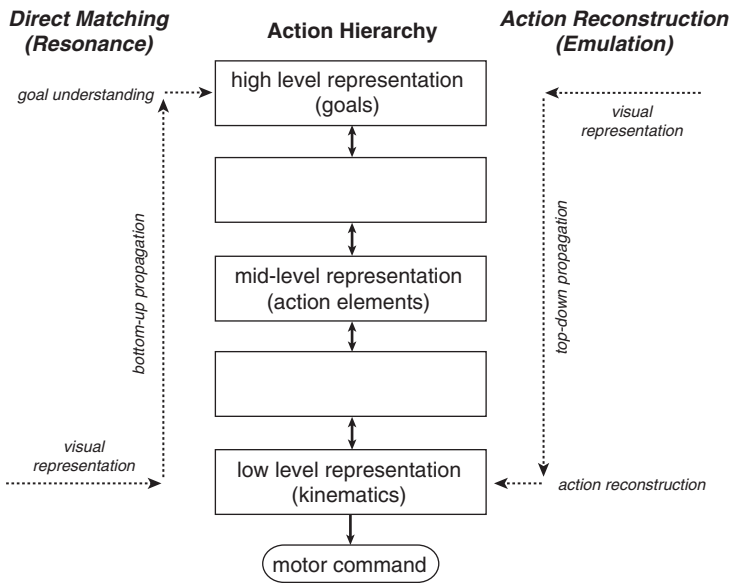 Direct Matching
(Resonance)
Action Hierarchy
Action Reconstruction
(Emulation)
goal understanding
high level representation
(goals)
visual
representation
bottom-up propagation
mid-level representation
(action elements)
top-down propagation
visual
representation
low level representation
(kinematics)
action reconstruction
motor command